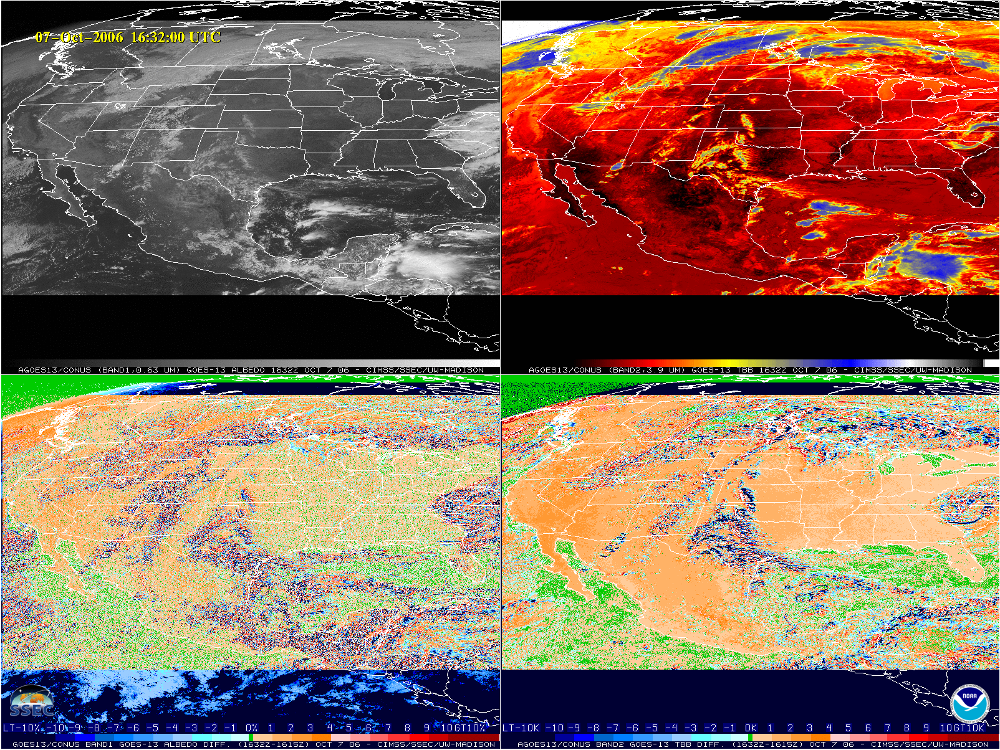 07-Oct-2006 16:32:00 UTC
AGOES13/CONUS (BAND1,0.63 UM) GOES-13 ALBEDO 1632Z OCT 7 06 - CIMSS/SSEC/UW-MADISON
AGOES13/CONUS (BAND2,3.9 UM) GOES-13 TBB 1632Z OCT 7 06 - CIMSS/SSEC/UW-MADISON
SSEC
NOAA
LT-10% -10 -9 -8 -7 -6 -5 -4 -3 -2 -1 0% 1 2 3 4 5 6 7 8 9 10GT10%
LT-10K -10 -9 -8 -7 -6 -5 -4 -3 -2 -1 0K 1 2 3 4 5 6 7 8 9 10GT10K
GOES13/CONUS BAND1 GOES-13 ALBEDO DIFF. (1632Z-1615Z) OCT 7 06 - CIMSS/SSEC/UW-MADISON
AGOES13/CONUS BAND2 GOES-13 TBB DIFF. (1632Z-1615Z) OCT 7 06 - CIMSS/SSEC/UW-MADISON